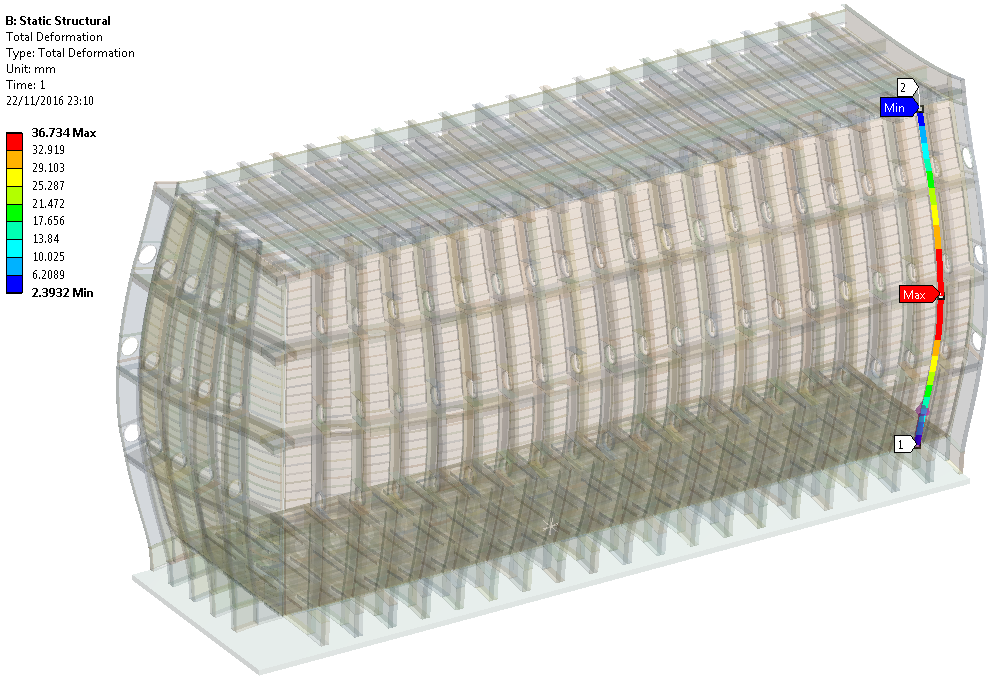 B: Static Structural
Total Deformation
Type: Total Deformation
Unit: mm
Time: 1
22/11/2016 23:10
36.734 Max
32.919
29.103
25.287
21.472
17.656
13.84
10.025
6.2089
2.3932 Min
2
Min
Max
1